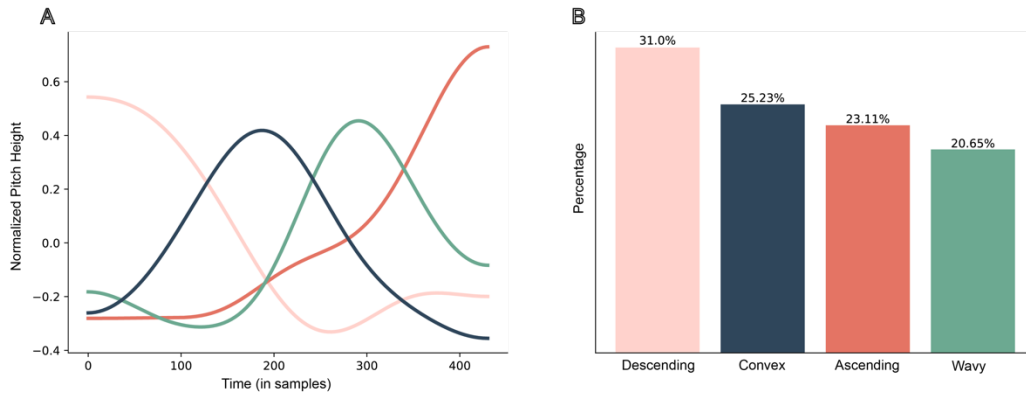 A
Normalized Pitch Height
0.6
0.4
0.2
0.0
−0.2
−0.4
0
100
200
300
400
Time (in samples)
B
Percentage
31.0%
25.23%
23.11%
20.65%
Descending
Convex
Ascending
Wavy